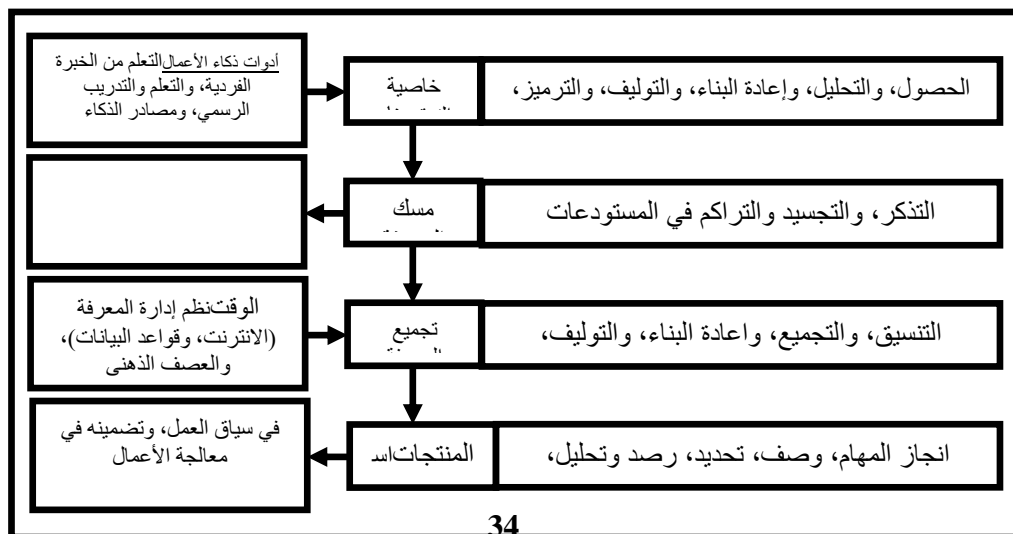 الحصول، والتحليل، وإعادة البناء، والتوليف، والترميز،
خاصية
أدوات ذكاء الأعمالالتعلم من الخبرة
الفردية، والتعلم والتدريب
الرسمي، ومصادر الذكاء
التذكر، والتجسيد والتراكم في المستودعات
مسك
التنسيق، والتجميع، واعادة البناء، والتوليف،
تجميع
الوقتنظم إدارة المعرفة
(الانترنت، وقواعد البيانات)،
والعصف الذهني
انجاز المهام، وصف، تحديد، رصد وتحليل،
المنتجاتاس
في سياق العمل، وتضمينه في
معالجة الأعمال
34